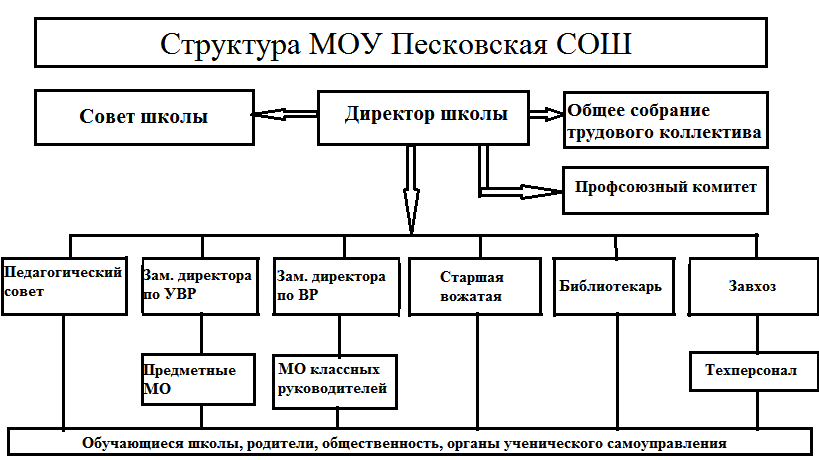 Структура МОУ Песковская СОШ
Совет школы
Директор школы
Общее собрание
трудового коллектива
Профсоюзный комитет
Педагогический
совет
Зам. директора
по УВР
Зам. директора
по ВР
Старшая
вожатая
Библиотекарь
Завхоз
Предметные
МО
МО классных
руководителей
Техперсонал
Обучающиеся школы, родители, общественность, органы ученического самоуправления